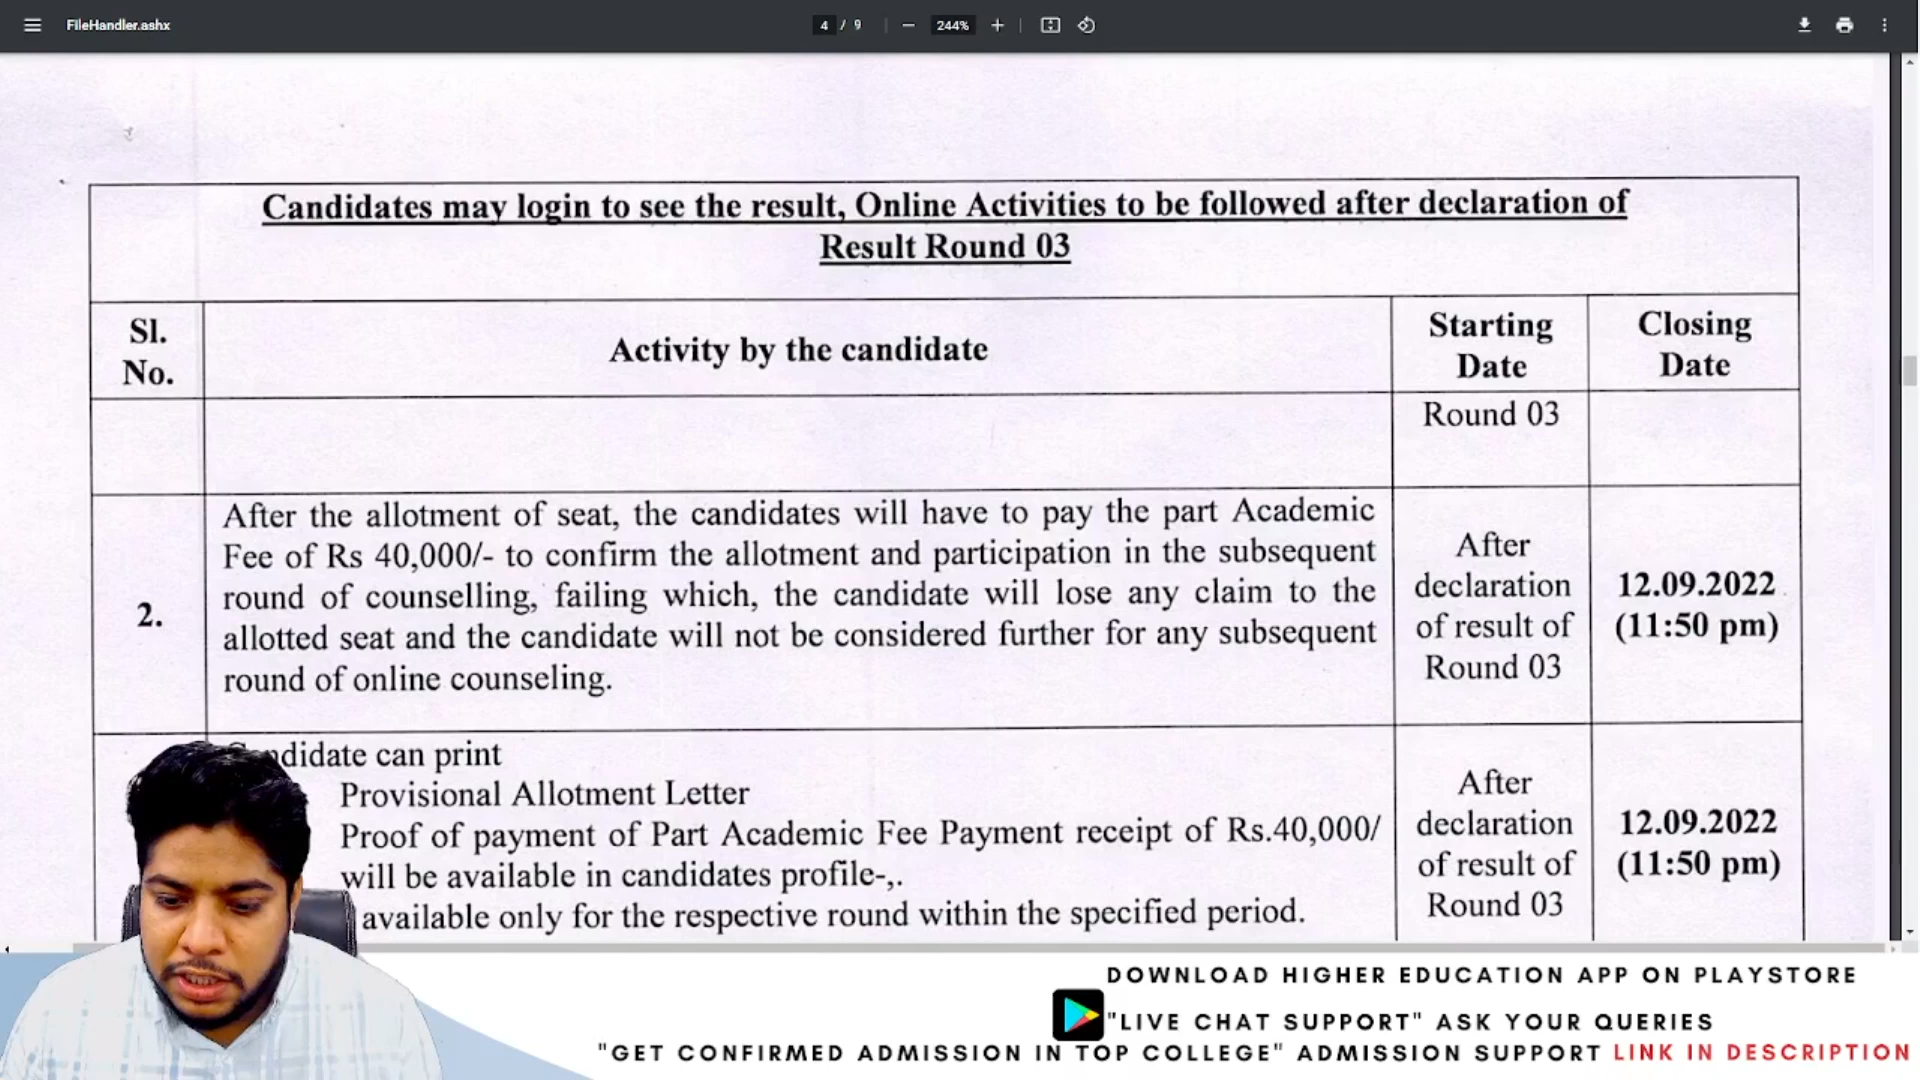 FileHandler.ashx
4 / 9
244%
Candidates may login to see the result, Online Activities to be followed after declaration of
Result Round 03
Sl.
No.
Activity by the candidate
Starting
Date
Closing
Date
Round 03
2.
After the allotment of seat, the candidates will have to pay the part Academic
Fee of Rs 40,000/- to confirm the allotment and participation in the subsequent
round of counselling, failing which, the candidate will lose any claim to the
allotted seat and the candidate will not be considered further for any subsequent
round of online counseling.
After
declaration
of result of
Round 03
12.09.2022
(11:50 pm)
ndidate can print
Provisional Allotment Letter
Proof of payment of Part Academic Fee Payment receipt of Rs.40,000/
will be available in candidates profile-,.
available only for the respective round within the specified period.
After
declaration
of result of
Round 03
12.09.2022
(11:50 pm)
DOWNLOAD HIGHER EDUCATION APP ON PLAYSTORE
"LIVE CHAT SUPPORT" ASK YOUR QUERIES
"GET CONFIRMED ADMISSION IN TOP COLLEGE" ADMISSION SUPPORT LINK IN DESCRIPTION